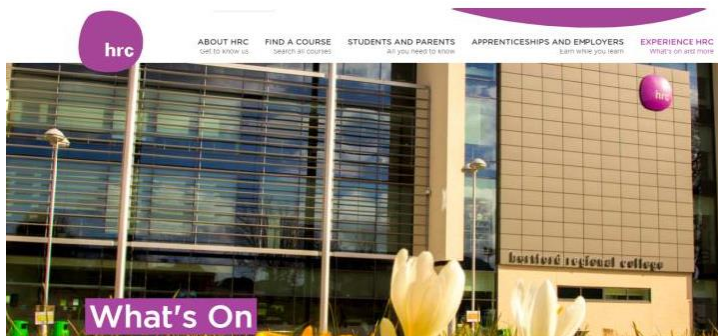 hrc
ABOUT HRC
Get to know us
FIND A COURSE
Search all courses
STUDENTS AND PARENTS
All you need to know
APPRENTICESHIPS AND EMPLOYERS
Earn while you learn
EXPERIENCE HRC
What's on and more
hrc
hertford regional college
What's On